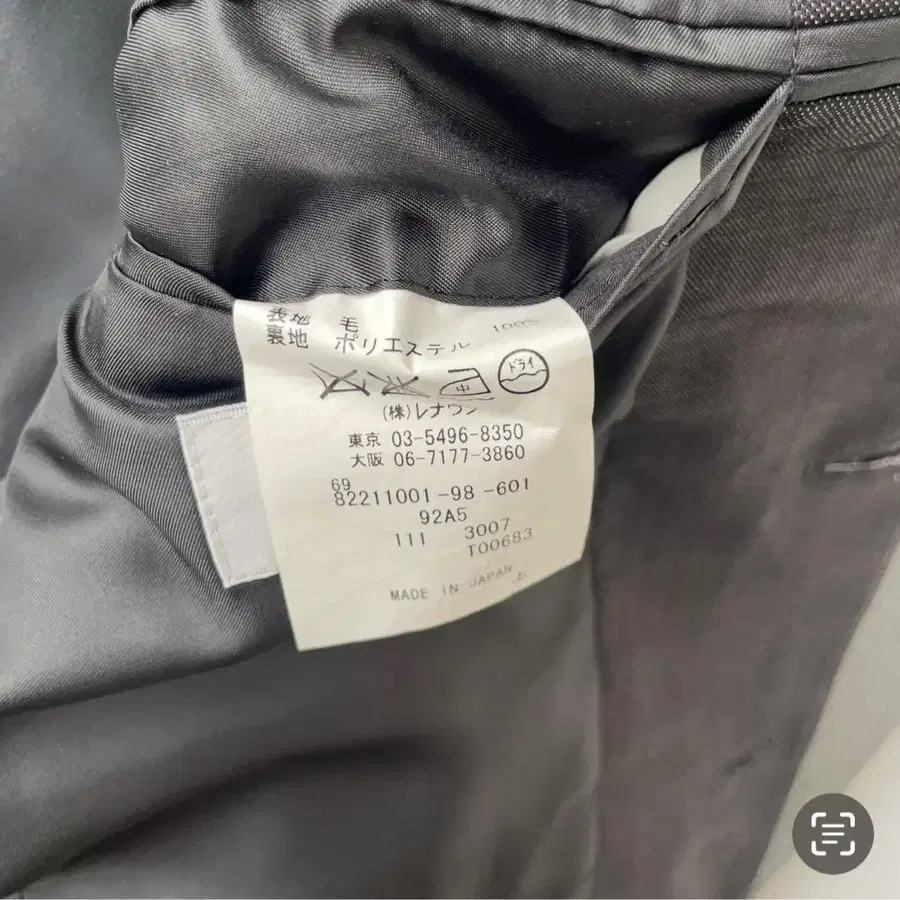 表地 毛 100%
裏地 ポリエステル
中 ドライ
(株)レナウン
東京 03-5496-8350
大阪 06-7177-3860
69
82211001-98-601
92A5
111 3007
T00683
MADE IN JAPAN 上